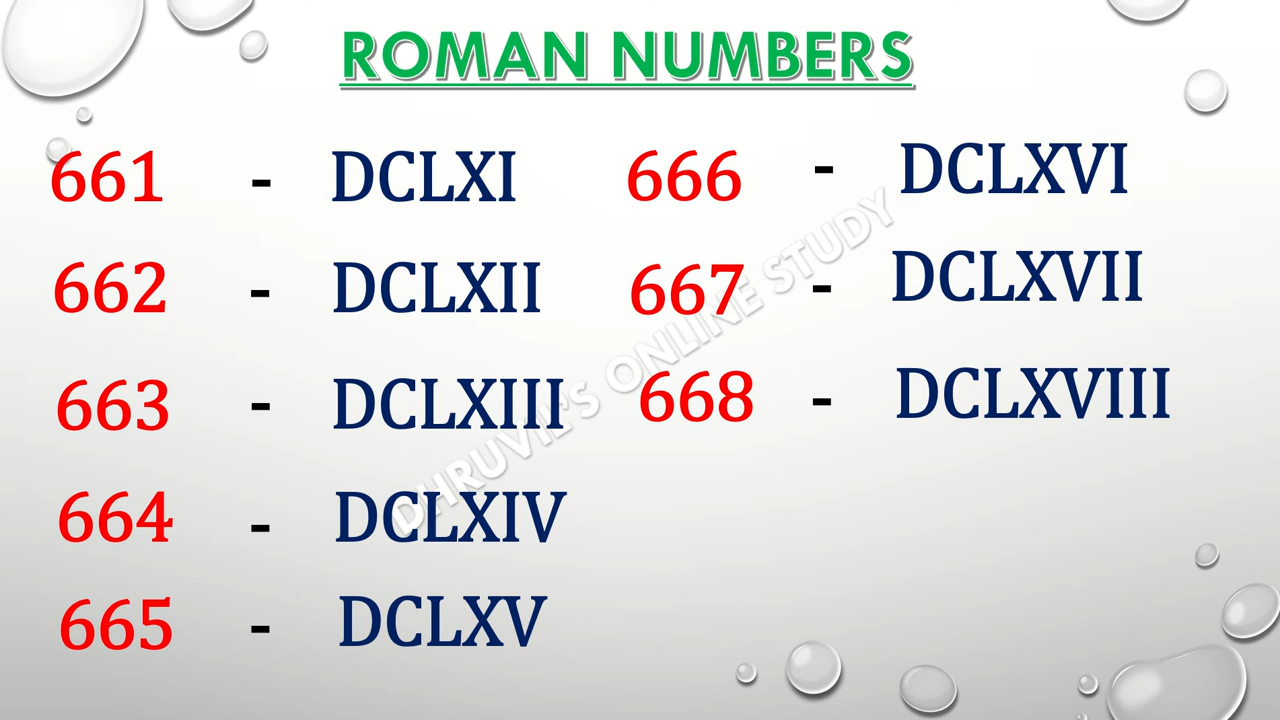 ROMAN NUMBERS
661 - DCLXI
662 - DCLXII
663 - DCLXIII
664 - DCLXIV
665 - DCLXV
666 - DCLXVI
667 - DCLXVII
668 - DCLXVIII
DHRUVIL'S ONLINE STUDY